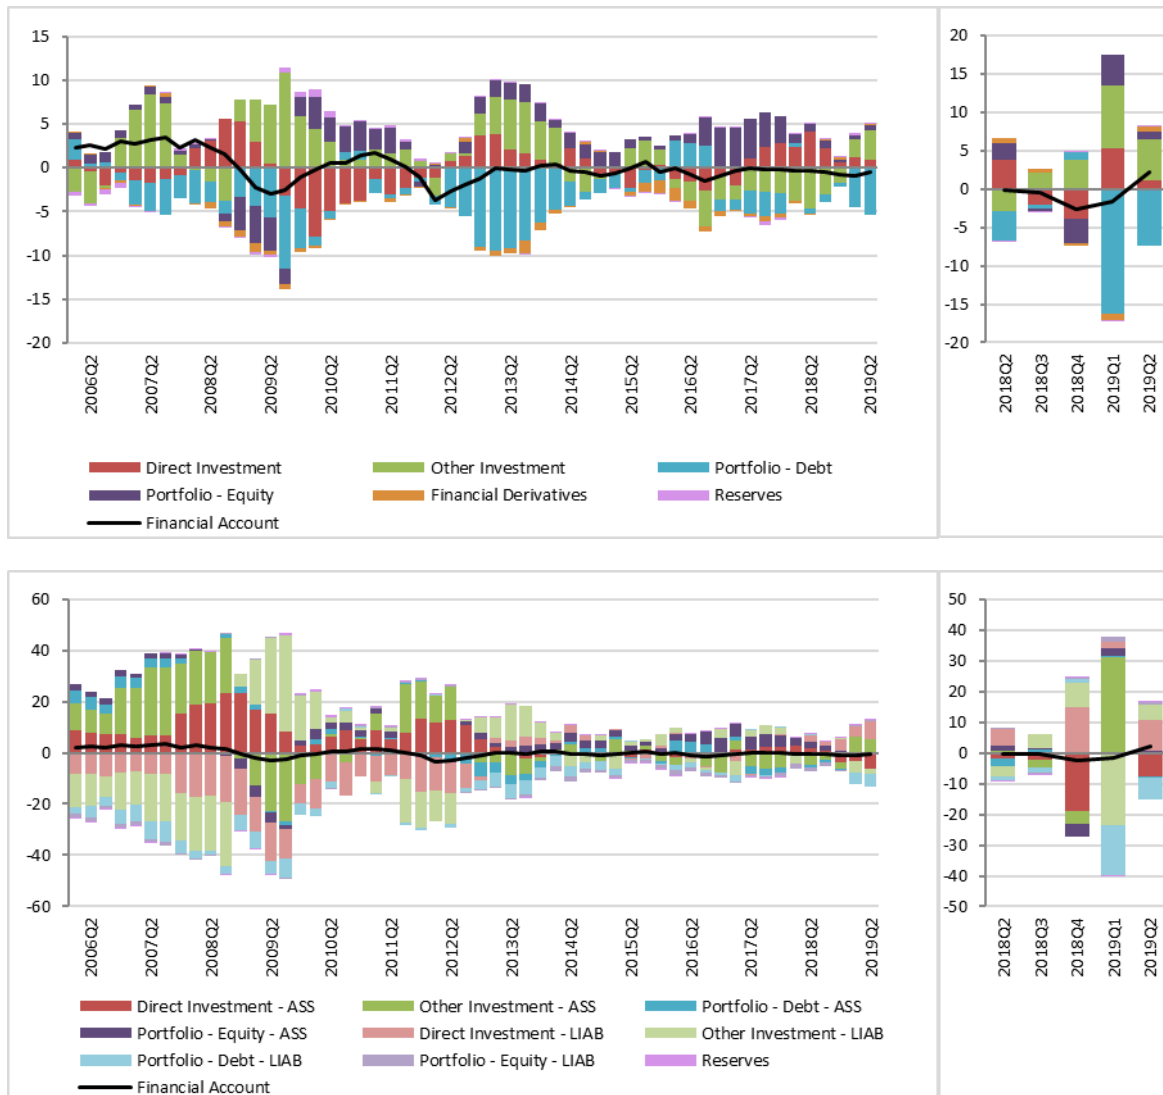 15
10
5
0
-5
-10
-15
-20
2006Q2
2007Q2
2008Q2
2009Q2
2010Q2
2011Q2
2012Q2
2013Q2
2014Q2
2015Q2
2016Q2
2017Q2
2018Q2
2019Q2
Direct Investment
Other Investment
Portfolio - Debt
Portfolio - Equity
Financial Derivatives
Reserves
Financial Account
20
15
10
5
0
-5
-10
-15
-20
2018Q2
2018Q3
2018Q4
2019Q1
2019Q2
60
40
20
0
-20
-40
-60
2006Q2
2007Q2
2008Q2
2009Q2
2010Q2
2011Q2
2012Q2
2013Q2
2014Q2
2015Q2
2016Q2
2017Q2
2018Q2
2019Q2
Direct Investment - ASS
Other Investment - ASS
Portfolio - Debt - ASS
Portfolio - Equity - ASS
Direct Investment - LIAB
Other Investment - LIAB
Portfolio - Debt - LIAB
Portfolio - Equity - LIAB
Reserves
Financial Account
50
40
30
20
10
0
-10
-20
-30
-40
-50
2018Q2
2018Q3
2018Q4
2019Q1
2019Q2